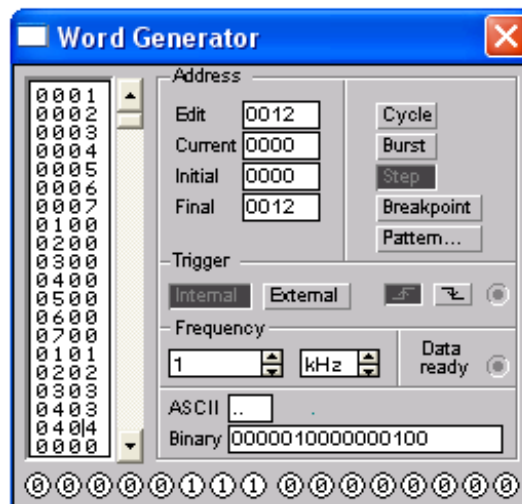 Word Generator
0001
0002
0003
0004
0005
0006
0007
0100
0200
0300
0400
0500
0600
0700
0101
0202
0303
0403
0404
0000
Address
Edit 0012
Current 0000
Initial 0000
Final 0012
Cycle
Burst
Step
Breakpoint
Pattern...
Trigger
Internal External
Frequency
1 kHz
Data
ready
ASCII ..
Binary 0000010000000100
0 0 0 0 0 1 1 1 0 0 0 0 0 0 0 0